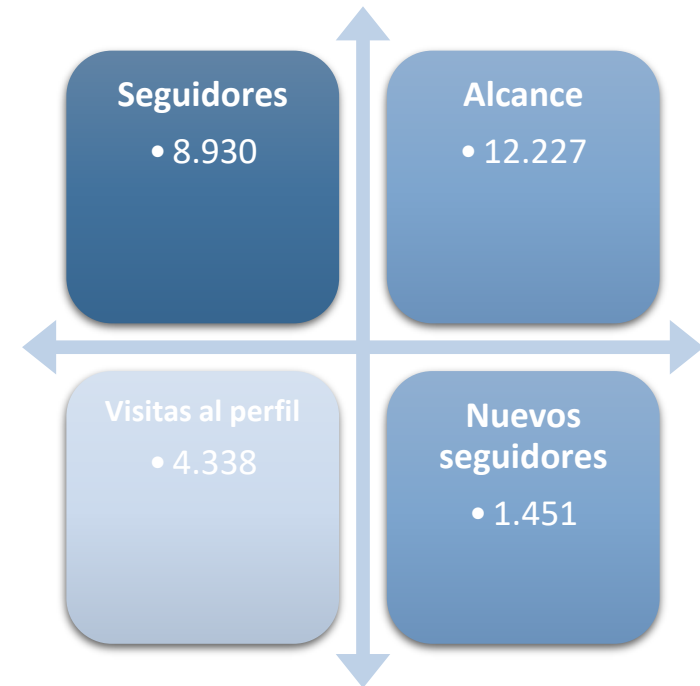 Seguidores
• 8.930
Alcance
• 12.227
Visitas al perfil
• 4.338
Nuevos
seguidores
• 1.451